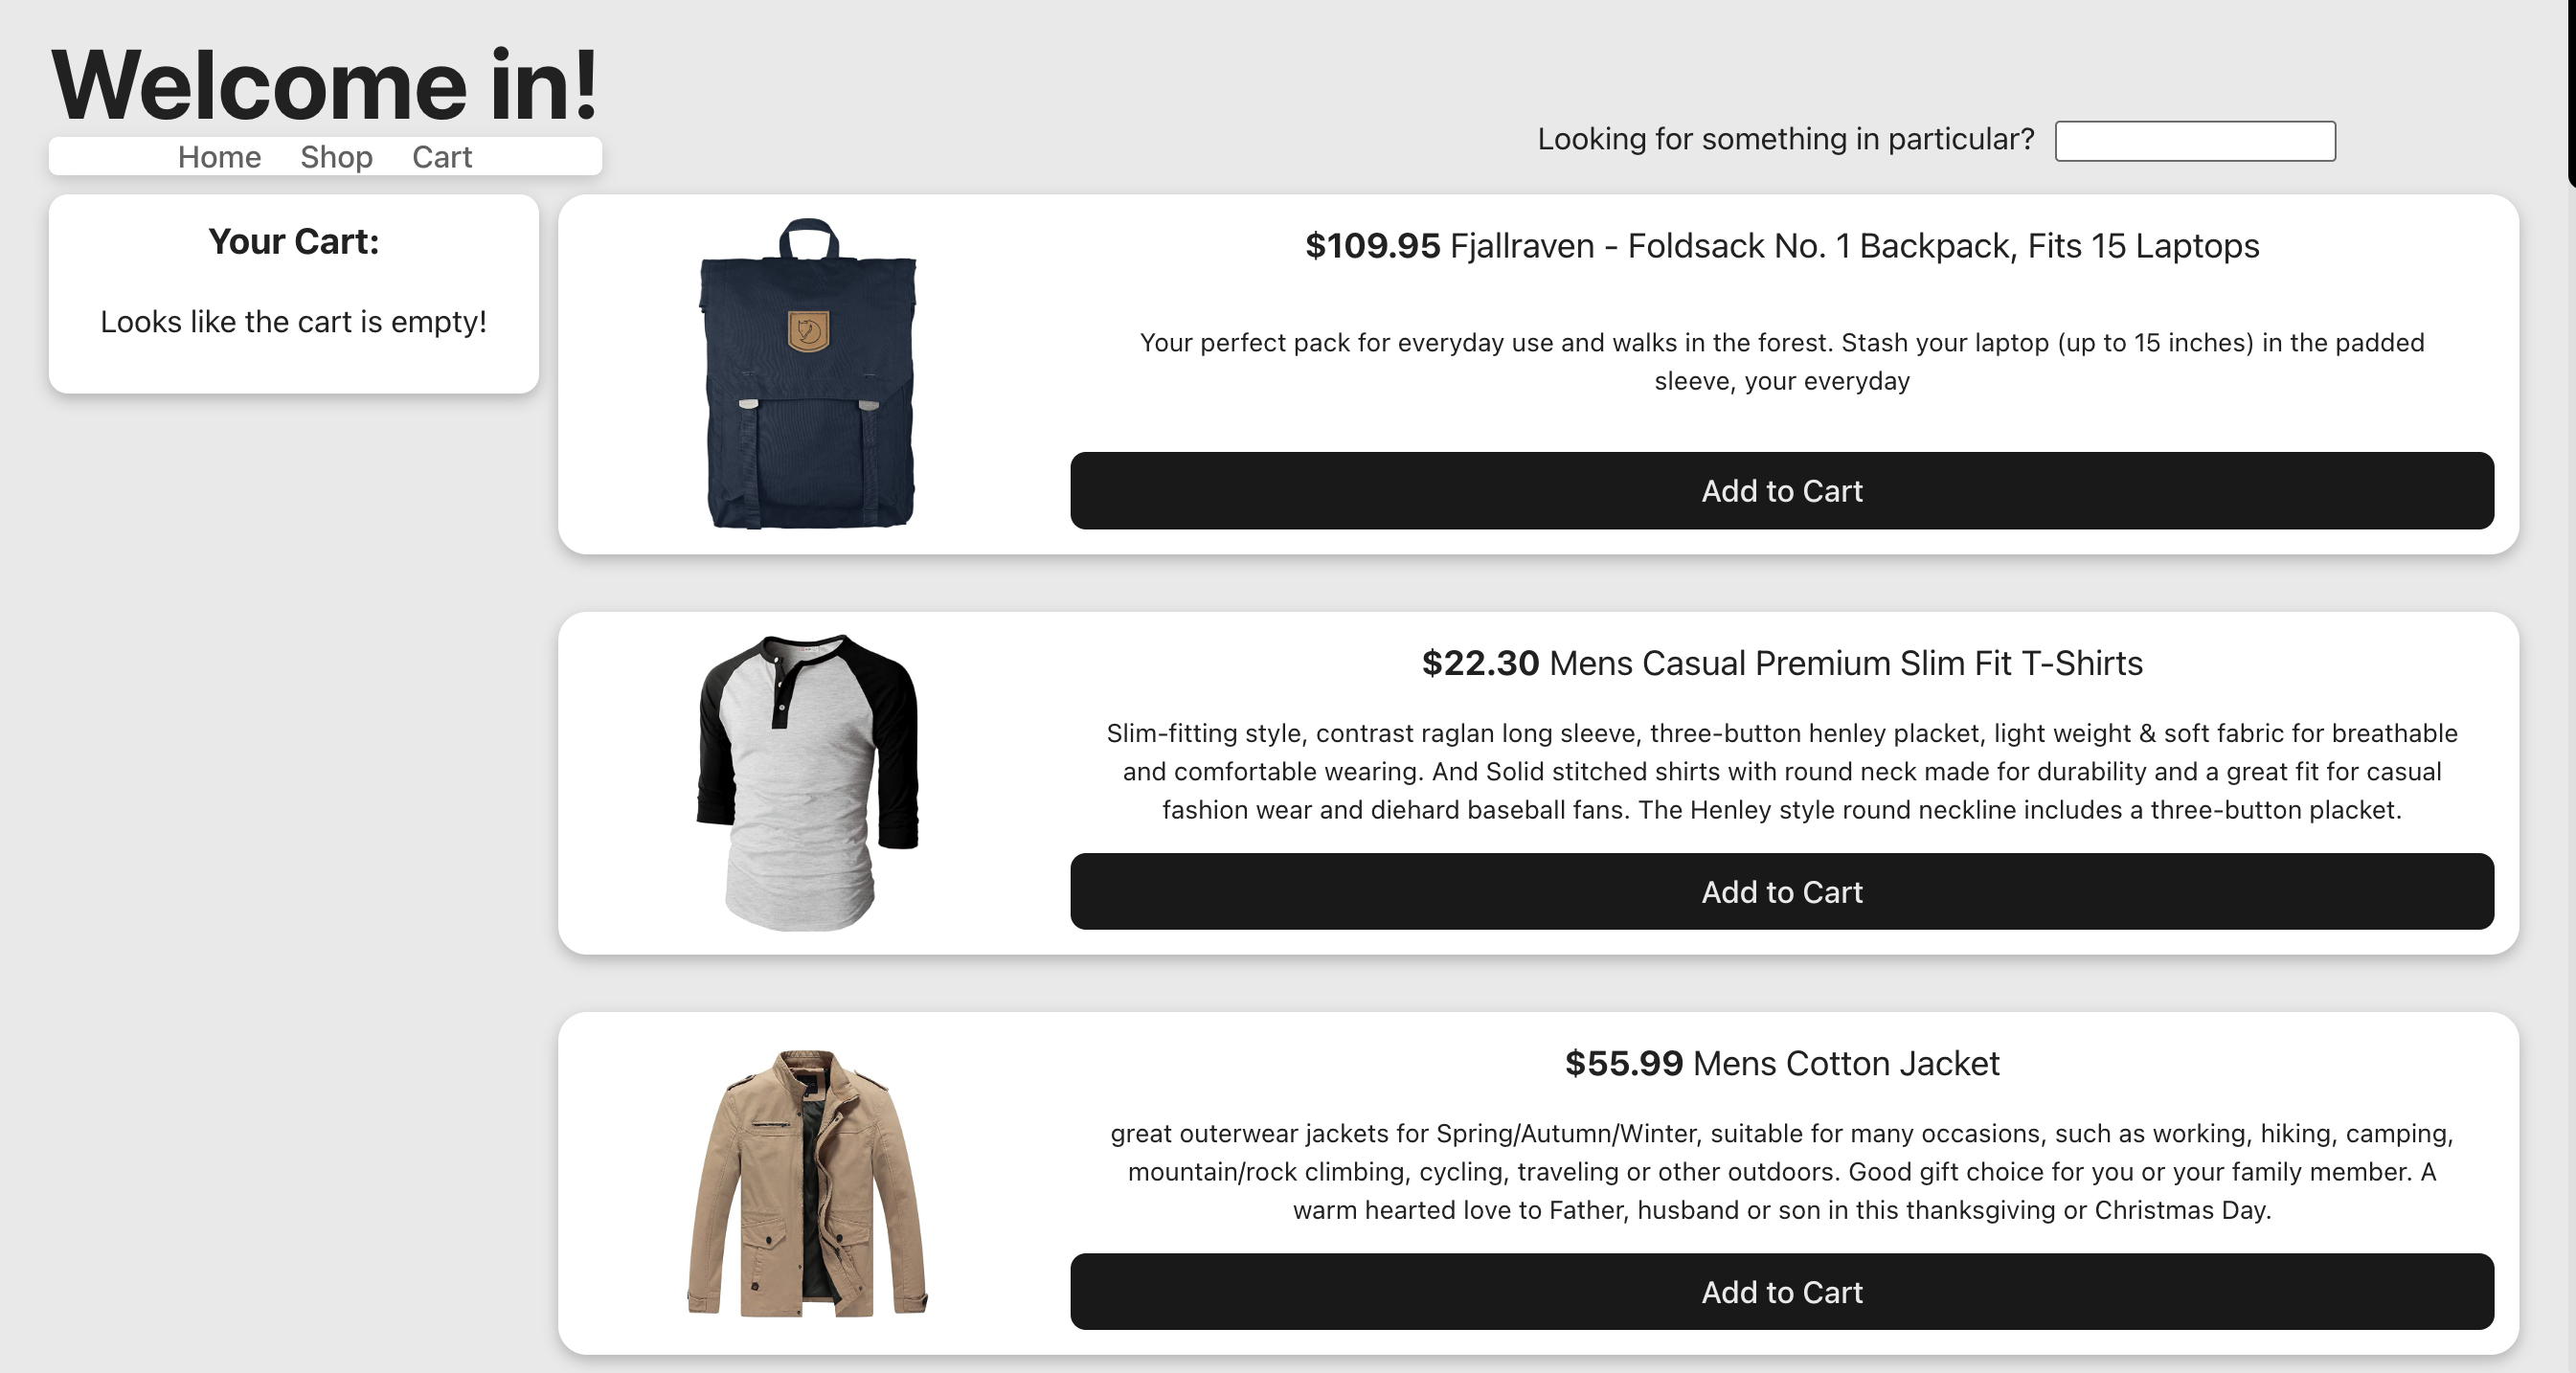 Welcome in!
Home Shop Cart
Looking for something in particular?
Your Cart:
Looks like the cart is empty!
$109.95 Fjallraven - Foldsack No. 1 Backpack, Fits 15 Laptops
Your perfect pack for everyday use and walks in the forest. Stash your laptop (up to 15 inches) in the padded
sleeve, your everyday
Add to Cart
$22.30 Mens Casual Premium Slim Fit T-Shirts
Slim-fitting style, contrast raglan long sleeve, three-button henley placket, light weight & soft fabric for breathable
and comfortable wearing. And Solid stitched shirts with round neck made for durability and a great fit for casual
fashion wear and diehard baseball fans. The Henley style round neckline includes a three-button placket.
Add to Cart
$55.99 Mens Cotton Jacket
great outerwear jackets for Spring/Autumn/Winter, suitable for many occasions, such as working, hiking, camping,
mountain/rock climbing, cycling, traveling or other outdoors. Good gift choice for you or your family member. A
warm hearted love to Father, husband or son in this thanksgiving or Christmas Day.
Add to Cart